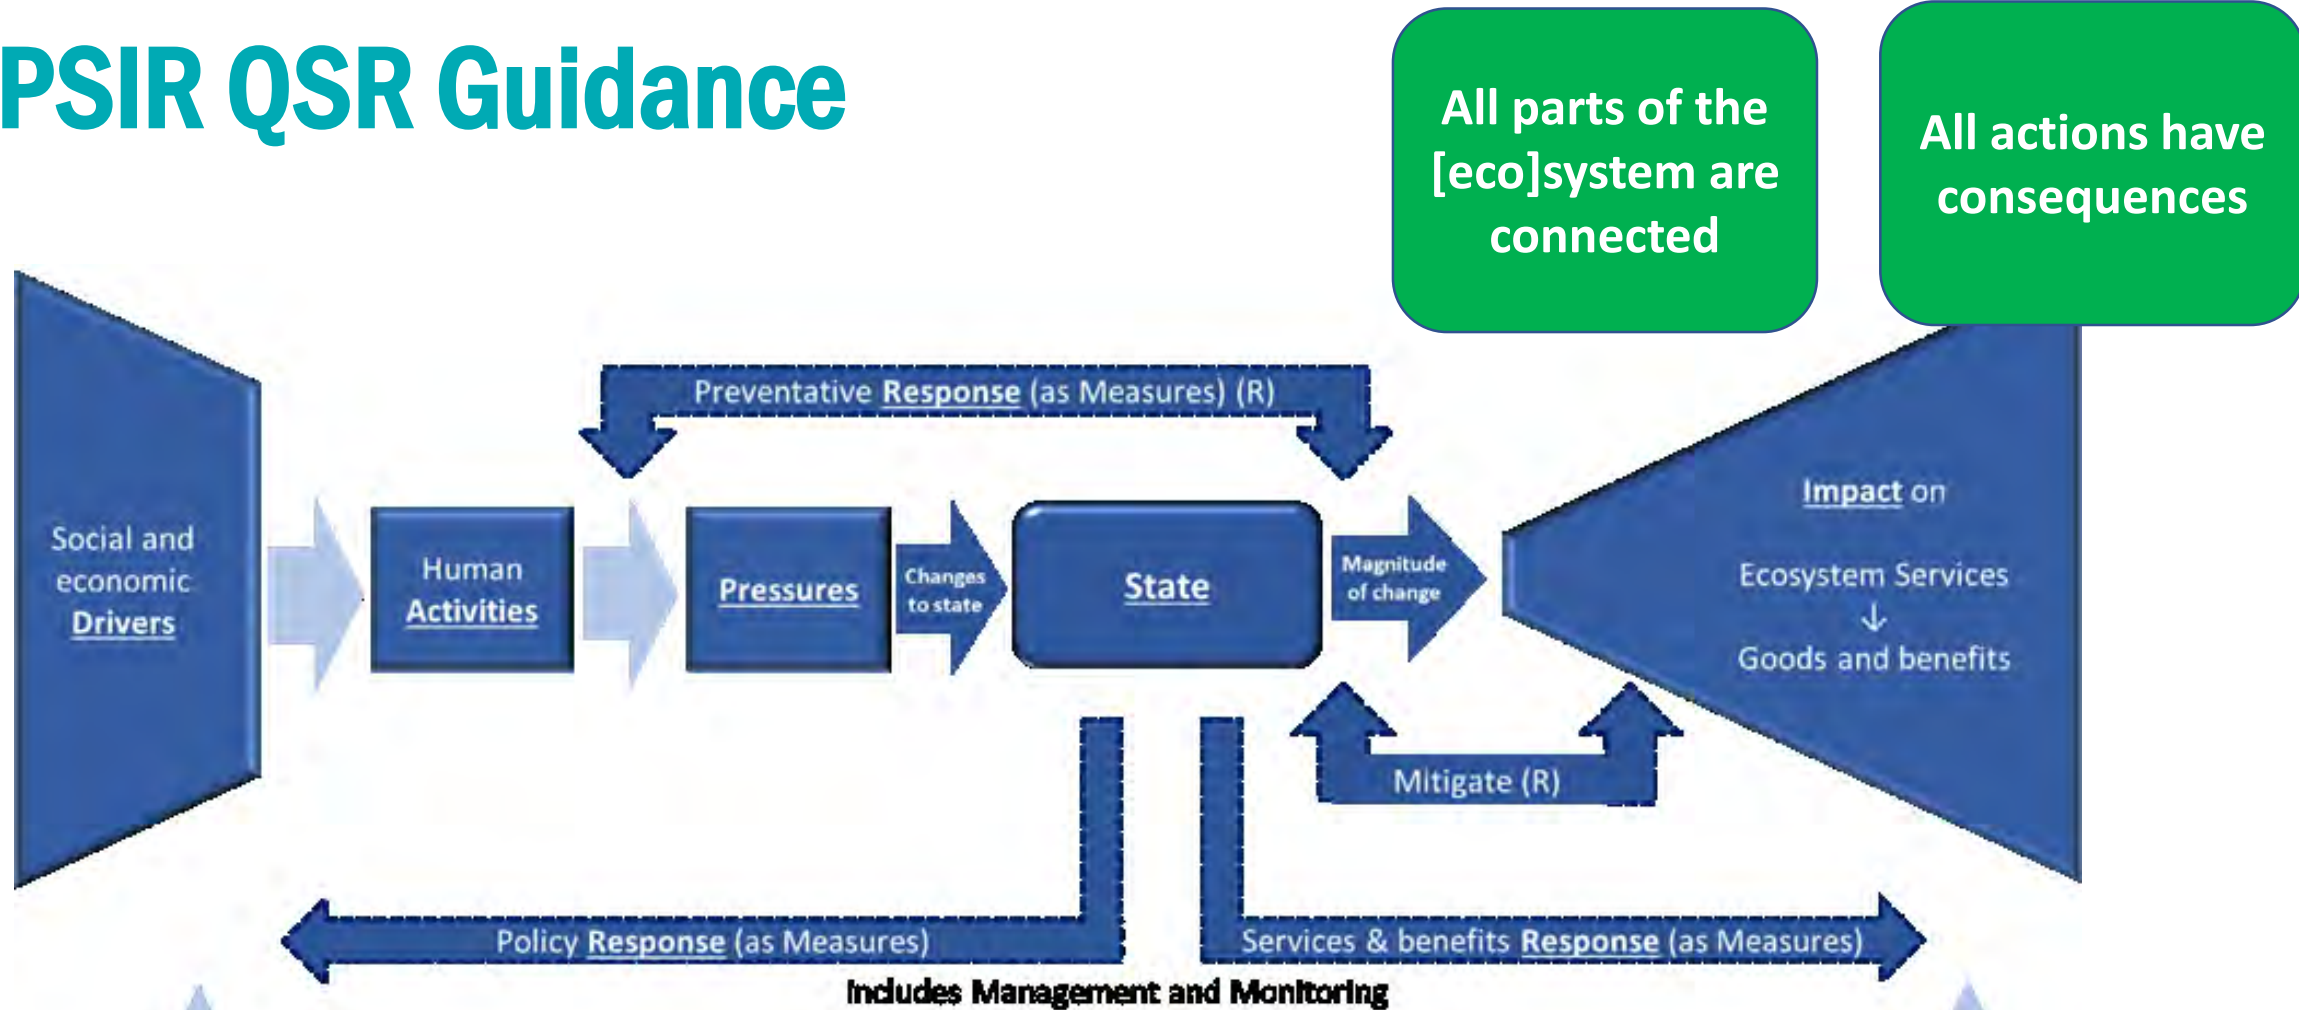 PSIR QSR Guidance
All parts of the
[eco]system are
connected
All actions have
consequences
Preventative Response (as Measures) (R)
Social and
economic
Drivers
Human
Activities
Pressures
Changes
to state
State
Magnitude
of change
Impact on
Ecosystem Services
↓
Goods and benefits
Mitigate (R)
Policy Response (as Measures)
Services & benefits Response (as Measures)
Includes Management and Monitoring